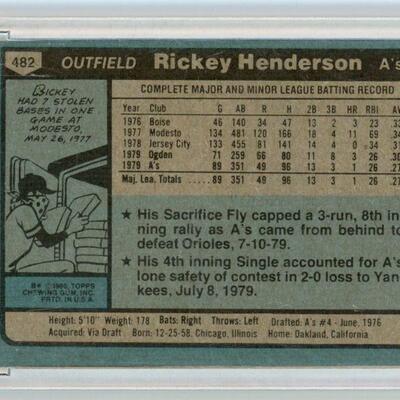 482 OUTFIELD Rickey Henderson A's
RICKEY
HAD 7 STOLEN
BASES IN ONE
GAME AT
MODESTO,
MAY 26, 1977
COMPLETE MAJOR AND MINOR LEAGUE BATTING RECORD
Year Club G AB R H 2B 3B HR RBI AV
1976 Boise 46 140 34 47 13 2 3 23 .33
1977 Modesto 134 481 120 166 18 4 11 69 .34
1978 Jersey City 133 455 81 141 14 4 0 34 .31
1979 Ogden 71 259 66 80 11 8 3 26 .30
1979 A's 89 351 49 96 13 3 1 26 .27
Maj. Lea. Totals 89 351 49 96 13 3 1 26 .27
★ His Sacrifice Fly capped a 3-run, 8th in
ning rally as A's came from behind to
defeat Orioles, 7-10-79.
★ His 4th inning Single accounted for A's
lone safety of contest in 2-0 loss to Yan
kees, July 8, 1979.
B* © 1980 TOPPS
CHEWING GUM, INC.
PRTD. IN U.S.A.
Height: 5'10" Weight: 178 Bats: Right Throws: Left Drafted: A's #4 - June, 1976
Acquired: Via Draft Born: 12-25-58, Chicago, Illinois Home: Oakland, California